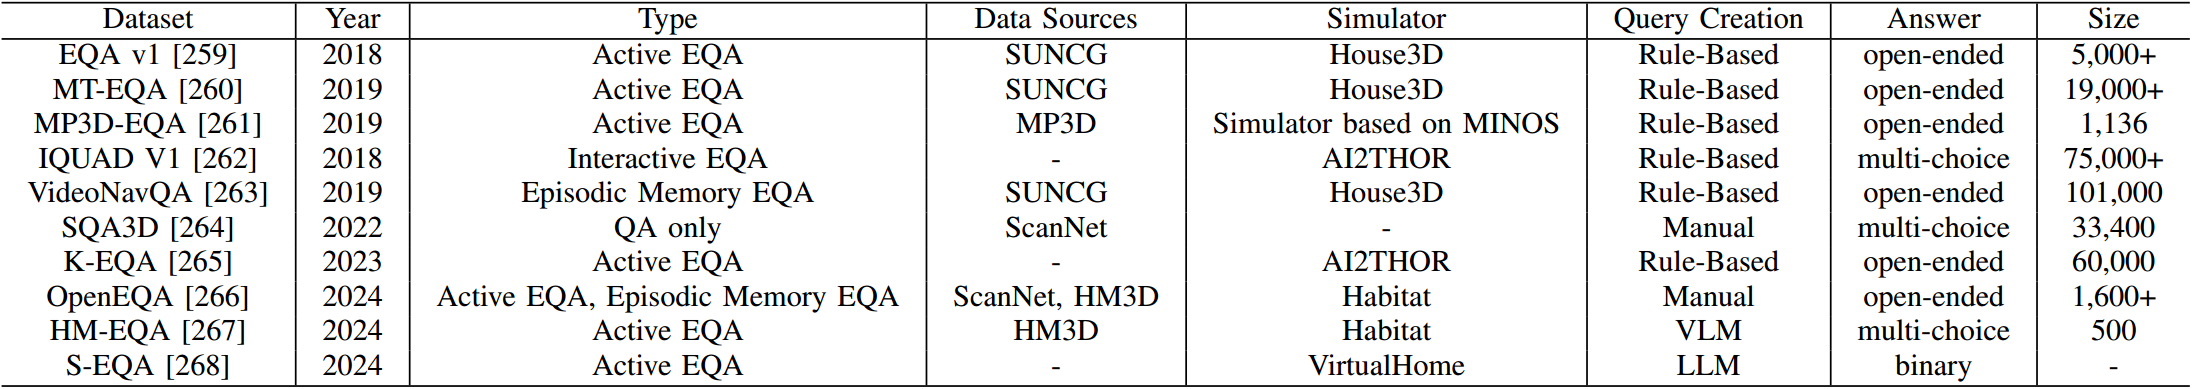 Dataset Year Type Data Sources Simulator Query Creation Answer Size
EQA v1 [259] 2018 Active EQA SUNCG House3D Rule-Based open-ended 5,000+
MT-EQA [260] 2019 Active EQA SUNCG House3D Rule-Based open-ended 19,000+
MP3D-EQA [261] 2019 Active EQA MP3D Simulator based on MINOS Rule-Based open-ended 1,136
IQUAD V1 [262] 2018 Interactive EQA - AI2THOR Rule-Based multi-choice 75,000+
VideoNavQA [263] 2019 Episodic Memory EQA SUNCG House3D Rule-Based open-ended 101,000
SQA3D [264] 2022 QA only ScanNet - Manual multi-choice 33,400
K-EQA [265] 2023 Active EQA - AI2THOR Rule-Based open-ended 60,000
OpenEQA [266] 2024 Active EQA, Episodic Memory EQA ScanNet, HM3D Habitat Manual open-ended 1,600+
HM-EQA [267] 2024 Active EQA HM3D Habitat VLM multi-choice 500
S-EQA [268] 2024 Active EQA - VirtualHome LLM binary -